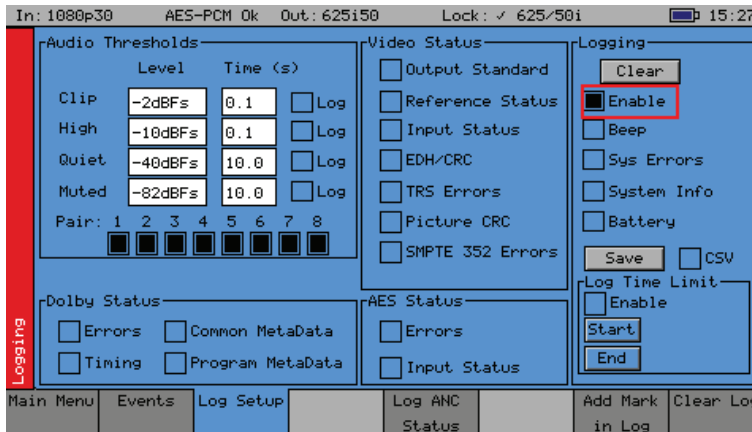 In: 1080p30 AES-PCM Ok Out: 625i50 Lock: ✓ 625/50i 15:27
Audio Thresholds
Level Time (s)
Clip -2dBFs 0.1 Log
High -10dBFs 0.1 Log
Quiet -40dBFs 10.0 Log
Muted -82dBFs 10.0 Log
Pair: 1 2 3 4 5 6 7 8
Video Status
Output Standard
Reference Status
Input Status
EDH/CRC
TRS Errors
Picture CRC
SMPTE 352 Errors
Logging
Clear
Enable
Beep
Sys Errors
System Info
Battery
Save CSV
Log Time Limit
Enable
Start
End
Dolby Status
Errors Common MetaData
Timing Program MetaData
AES Status
Errors
Input Status
Logging
Main Menu Events Log Setup Log ANC Status Add Mark in Log Clear Lo